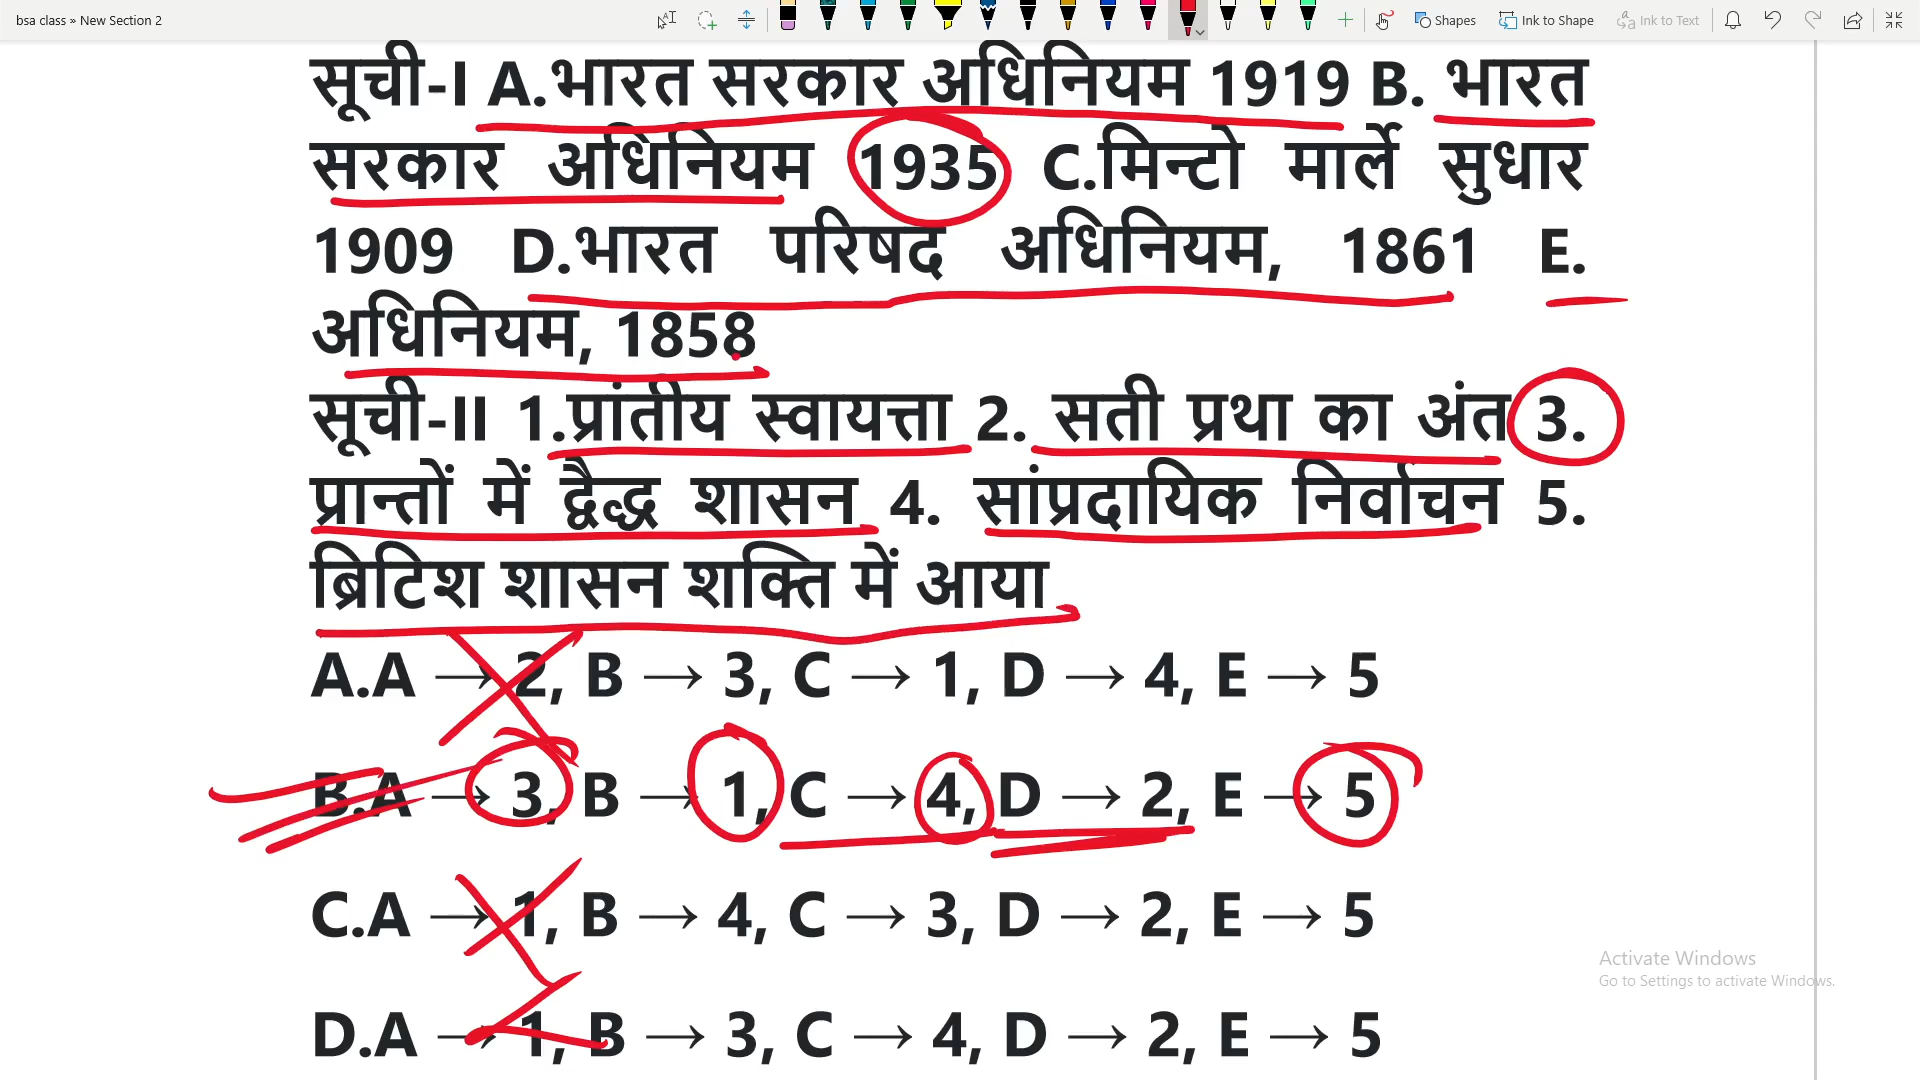 bsa class » New Section 2
Shapes Ink to Shape Ink to Text
सूची-I A.भारत सरकार अधिनियम 1919 B. भारत
सरकार अधिनियम 1935 C.मिन्टो मार्ले सुधार
1909 D.भारत परिषद अधिनियम, 1861 E.
अधिनियम, 1858
सूची-II 1.प्रांतीय स्वायत्ता 2. सती प्रथा का अंत 3.
प्रान्तों में द्वैद्ध शासन 4. सांप्रदायिक निर्वाचन 5.
ब्रिटिश शासन शक्ति में आया
A.A → 2, B → 3, C → 1, D → 4, E → 5
B.A → 3, B → 1, C → 4, D → 2, E → 5
C.A → 1, B → 4, C → 3, D → 2, E → 5
D.A → 1, B → 3, C → 4, D → 2, E → 5
Activate Windows
Go to Settings to activate Windows.